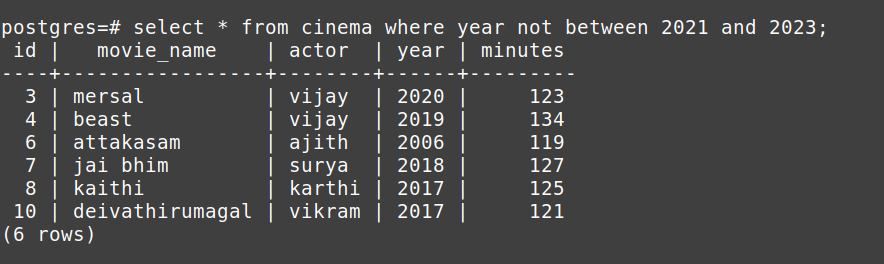 postgres=# select * from cinema where year not between 2021 and 2023;
 id |   movie_name    | actor  | year | minutes
----+-----------------+--------+------+---------
  3 | mersal          | vijay  | 2020 |     123
  4 | beast           | vijay  | 2019 |     134
  6 | attakasam       | ajith  | 2006 |     119
  7 | jai bhim        | surya  | 2018 |     127
  8 | kaithi          | karthi | 2017 |     125
 10 | deivathirumagal | vikram | 2017 |     121
(6 rows)